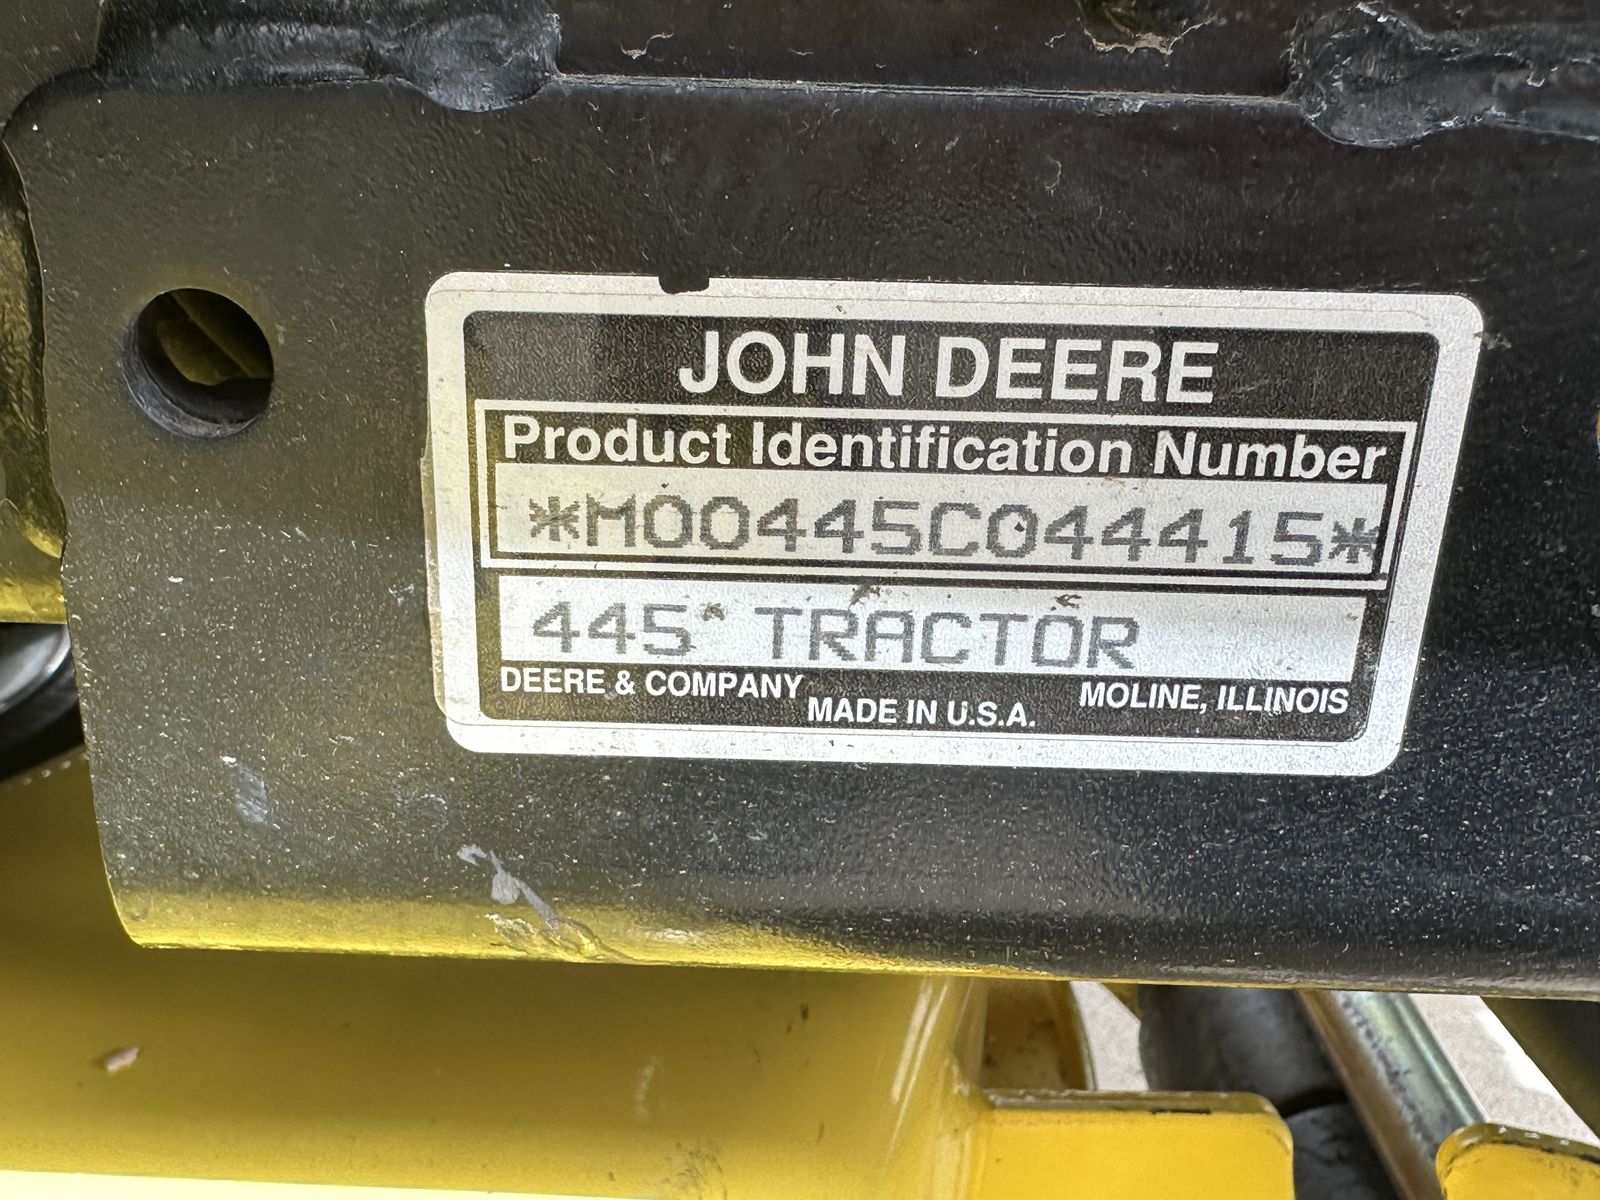 JOHN DEERE
Product Identification Number
*M00445C044415*
445 TRACTOR
DEERE & COMPANY MOLINE, ILLINOIS
MADE IN U.S.A.